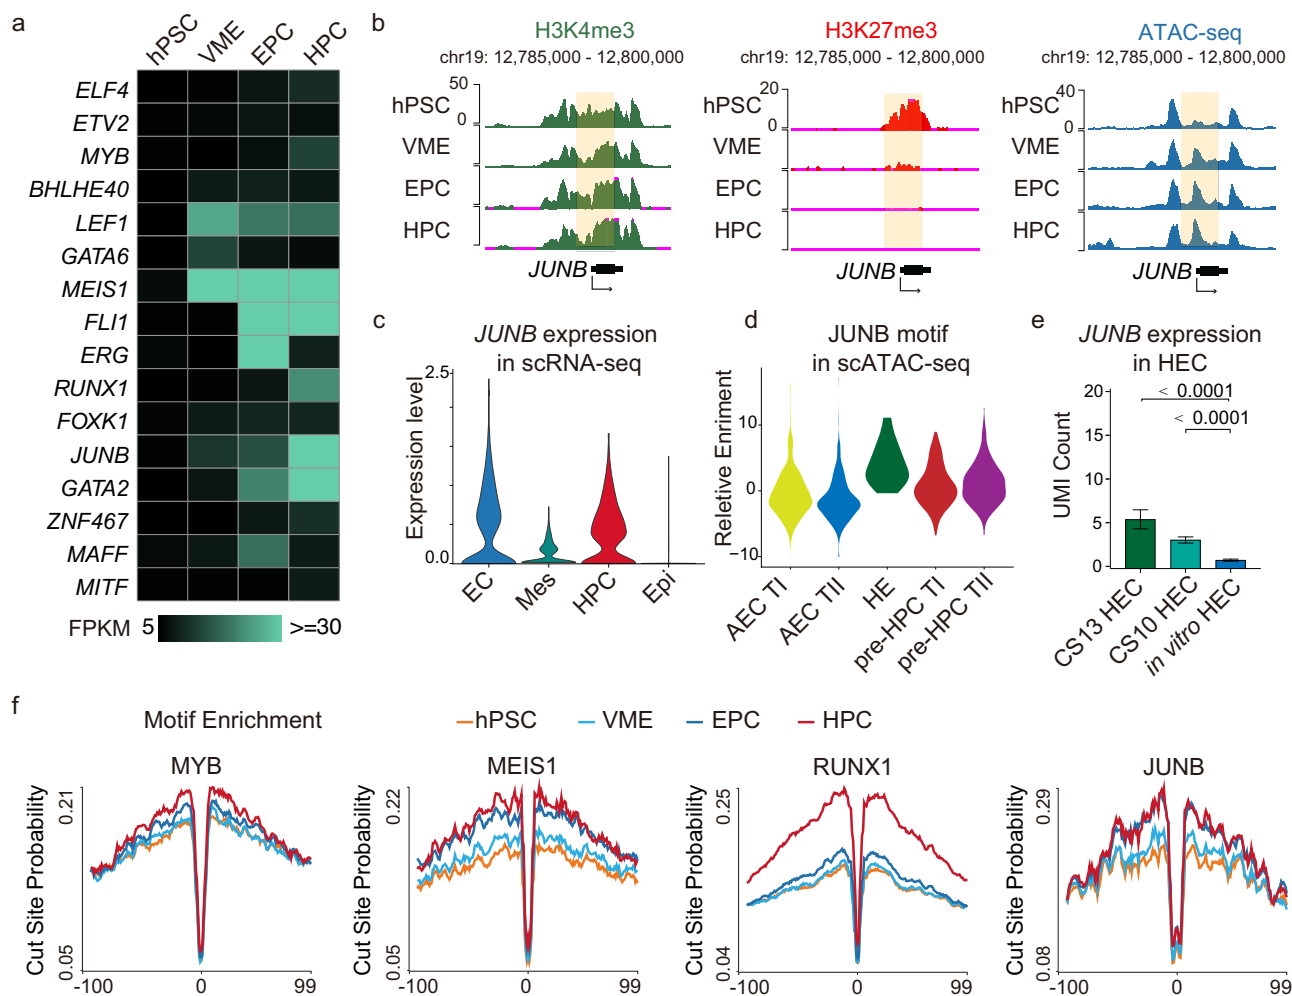 a
hPSC VME EPC HPC
ELF4
ETV2
MYB
BHLHE40
LEF1
GATA6
MEIS1
FLI1
ERG
RUNX1
FOXK1
JUNB
GATA2
ZNF467
MAFF
MITF
FPKM 5 >=30
b
H3K4me3
chr19: 12,785,000 - 12,800,000
50
hPSC
0
VME
EPC
HPC
JUNB
H3K27me3
chr19: 12,785,000 - 12,800,000
20
hPSC
0
VME
EPC
HPC
JUNB
ATAC-seq
chr19: 12,785,000 - 12,800,000
40
hPSC
0
VME
EPC
HPC
JUNB
c
JUNB expression
in scRNA-seq
Expression level
2.5
0.0
EC Mes HPC Epi
d
JUNB motif
in scATAC-seq
Reletive Enriment
10
0
−10
AEC TI AEC TII HE pre-HPC TI pre-HPC TII
e
JUNB expression
in HEC
UMI Count
20
15
10
5
0
< 0.0001
< 0.0001
CS13 HEC CS10 HEC in vitro HEC
f
Motif Enrichment
hPSC VME EPC HPC
MYB
Cut Site Probability
0.21
0.05
-100 0 99
MEIS1
Cut Site Probability
0.22
0.05
-100 0 99
RUNX1
Cut Site Probability
0.25
0.04
-100 0 99
JUNB
Cut Site Probability
0.29
0.08
-100 0 99